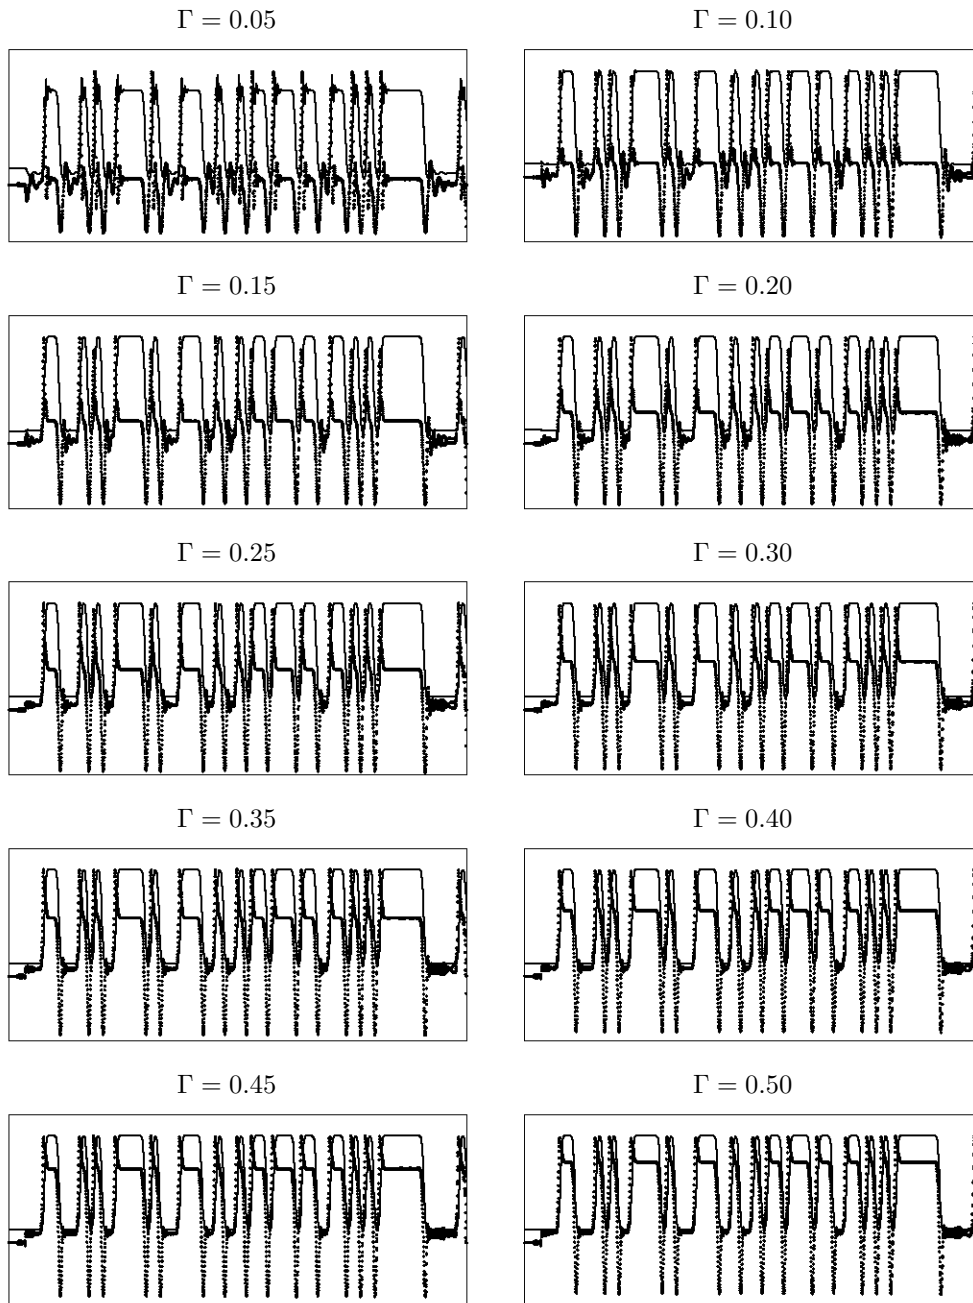 Γ = 0.05
Γ = 0.10
Γ = 0.15
Γ = 0.20
Γ = 0.25
Γ = 0.30
Γ = 0.35
Γ = 0.40
Γ = 0.45
Γ = 0.50